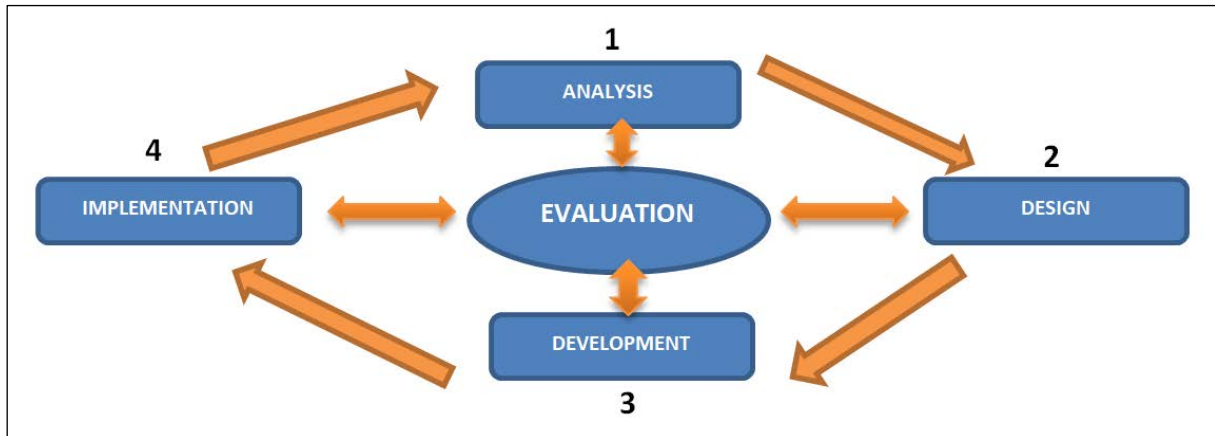 1
ANALYSIS
4
2
IMPLEMENTATION
EVALUATION
DESIGN
DEVELOPMENT
3